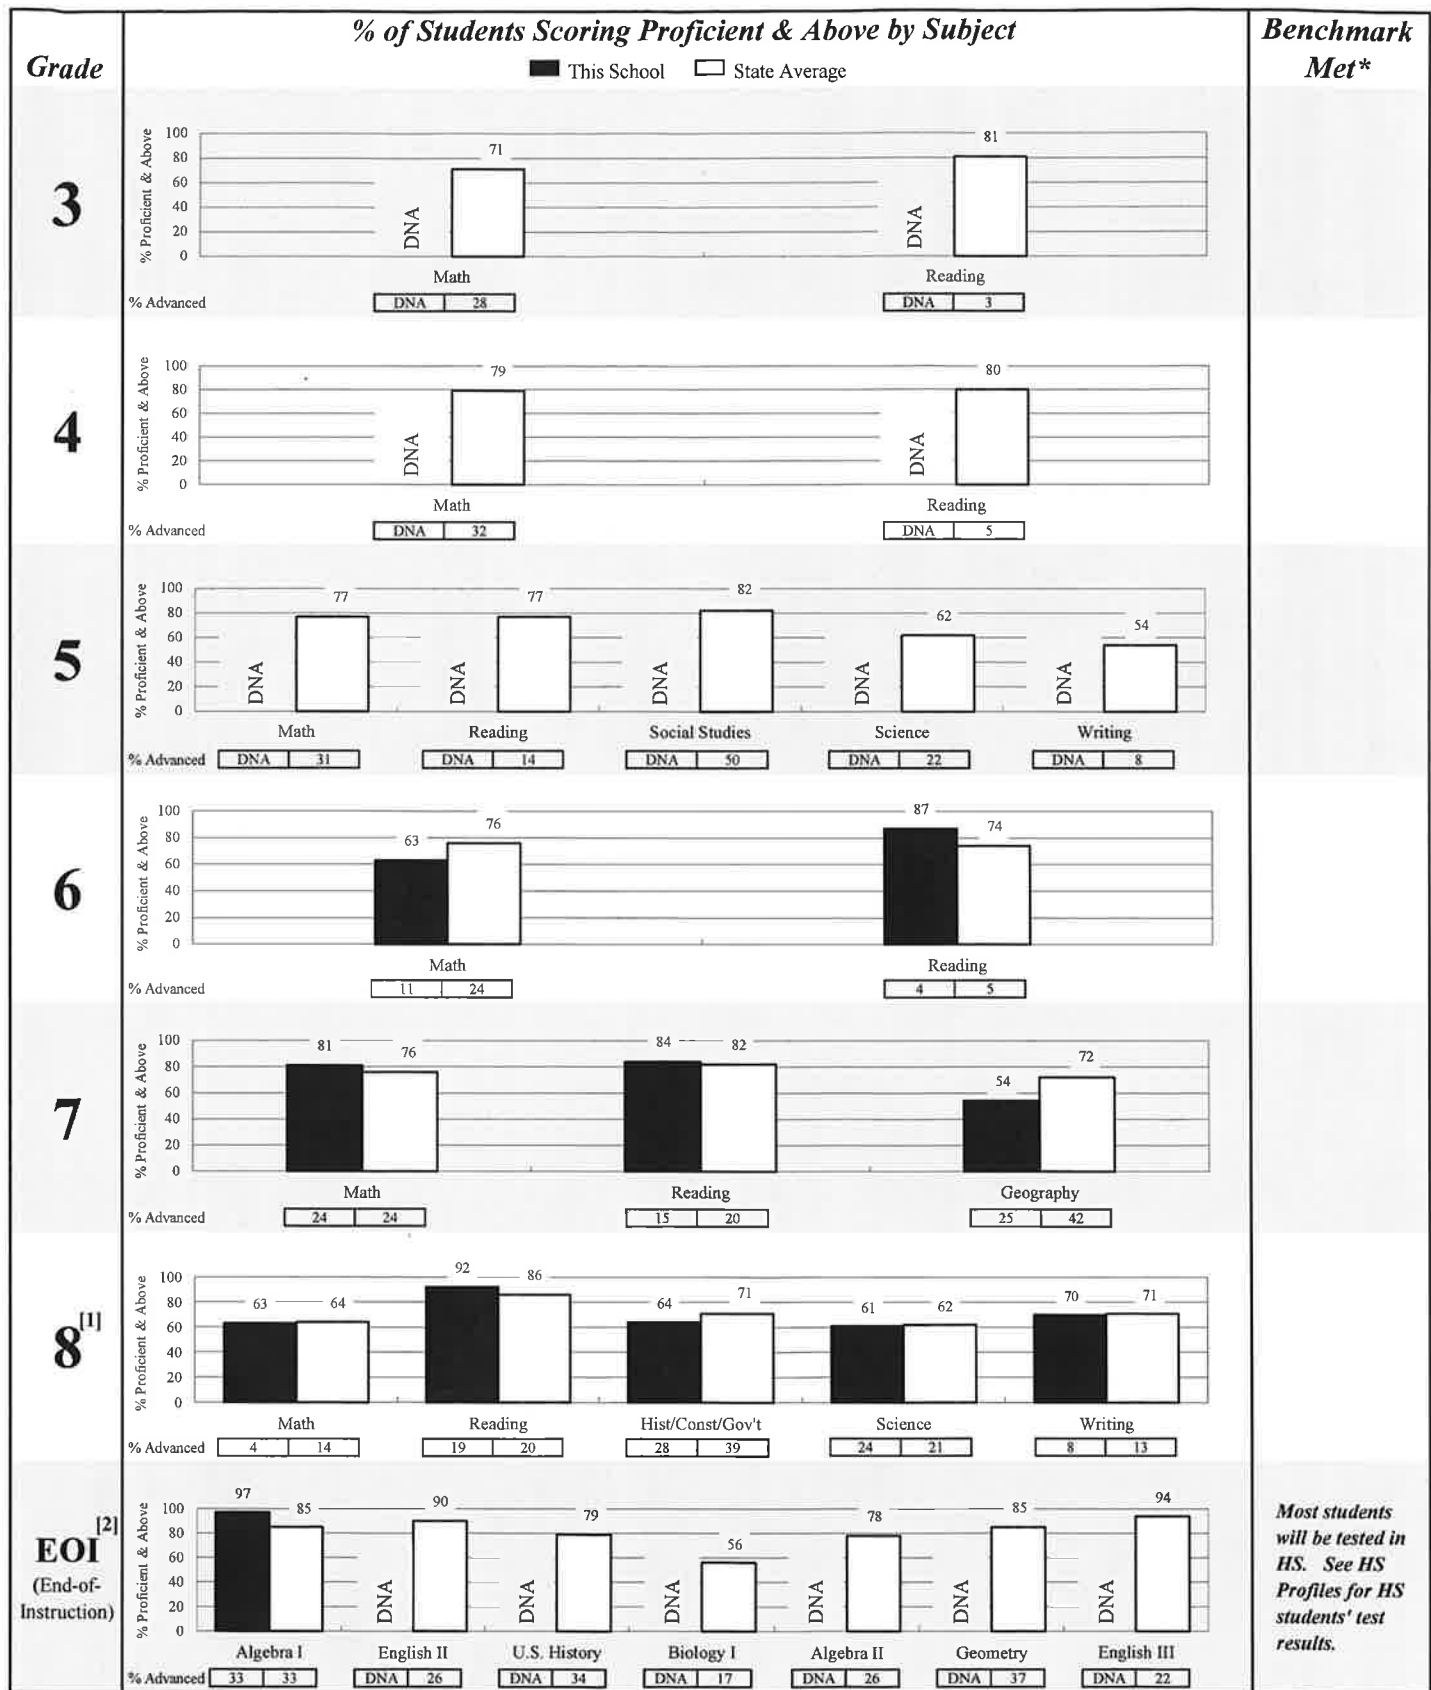 % of Students Scoring Proficient & Above by Subject
Benchmark
Met*
Grade
This School State Average
3
% Proficient & Above
100
80
60
40
20
0
DNA 71
DNA 81
Math Reading
% Advanced DNA 28 DNA 3
4
% Proficient & Above
100
80
60
40
20
0
DNA 79
DNA 80
Math Reading
% Advanced DNA 32 DNA 5
5
% Proficient & Above
100
80
60
40
20
0
DNA 77
DNA 77
DNA 82
DNA 62
DNA 54
Math Reading Social Studies Science Writing
% Advanced DNA 31 DNA 14 DNA 50 DNA 22 DNA 8
6
% Proficient & Above
100
80
60
40
20
0
63 76
87 74
Math Reading
% Advanced 11 24 4 5
7
% Proficient & Above
100
80
60
40
20
0
81 76
84 82
54 72
Math Reading Geography
% Advanced 24 24 15 20 25 42
8[1]
% Proficient & Above
100
80
60
40
20
0
63 64
92 86
64 71
61 62
70 71
Math Reading Hist/Const/Gov't Science Writing
% Advanced 4 14 19 20 28 39 24 21 8 13
EOI[2]
(End-of-
Instruction)
% Proficient & Above
100
80
60
40
20
0
97 85
DNA 90
DNA 79
DNA 56
DNA 78
DNA 85
DNA 94
Algebra I English II U.S. History Biology I Algebra II Geometry English III
% Advanced 33 33 DNA 26 DNA 34 DNA 17 DNA 26 DNA 37 DNA 22
Most students
will be tested in
HS. See HS
Profiles for HS
students' test
results.